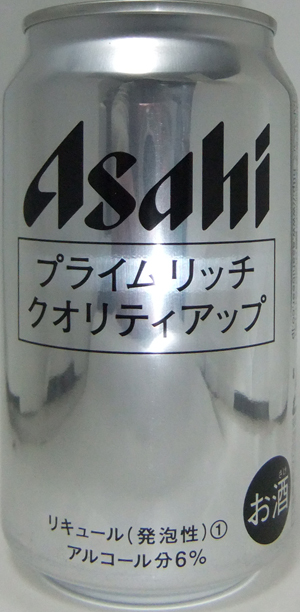 Asahi
プライムリッチ
クオリティアップ
お酒
リキュール(発泡性)①
アルコール分6%